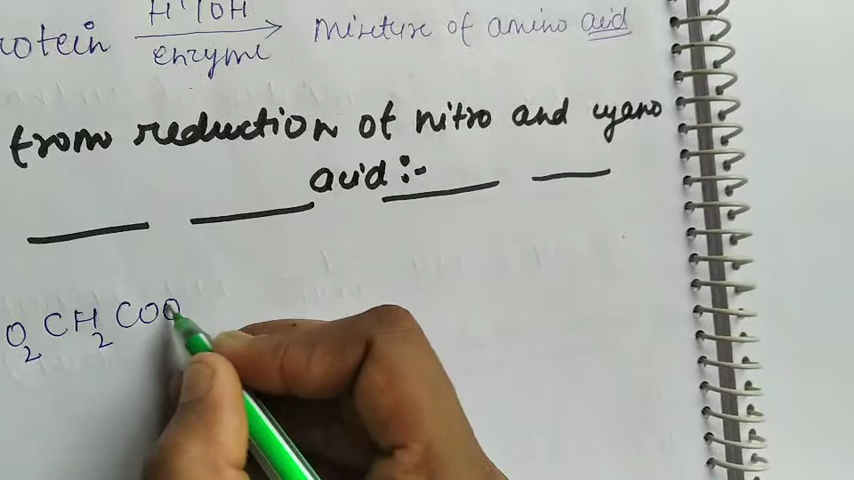 H⁺/OH
rotein → mixture of amino acid
enzyme
from reduction of nitro and cyano
acid :-
O₂CH₂COO